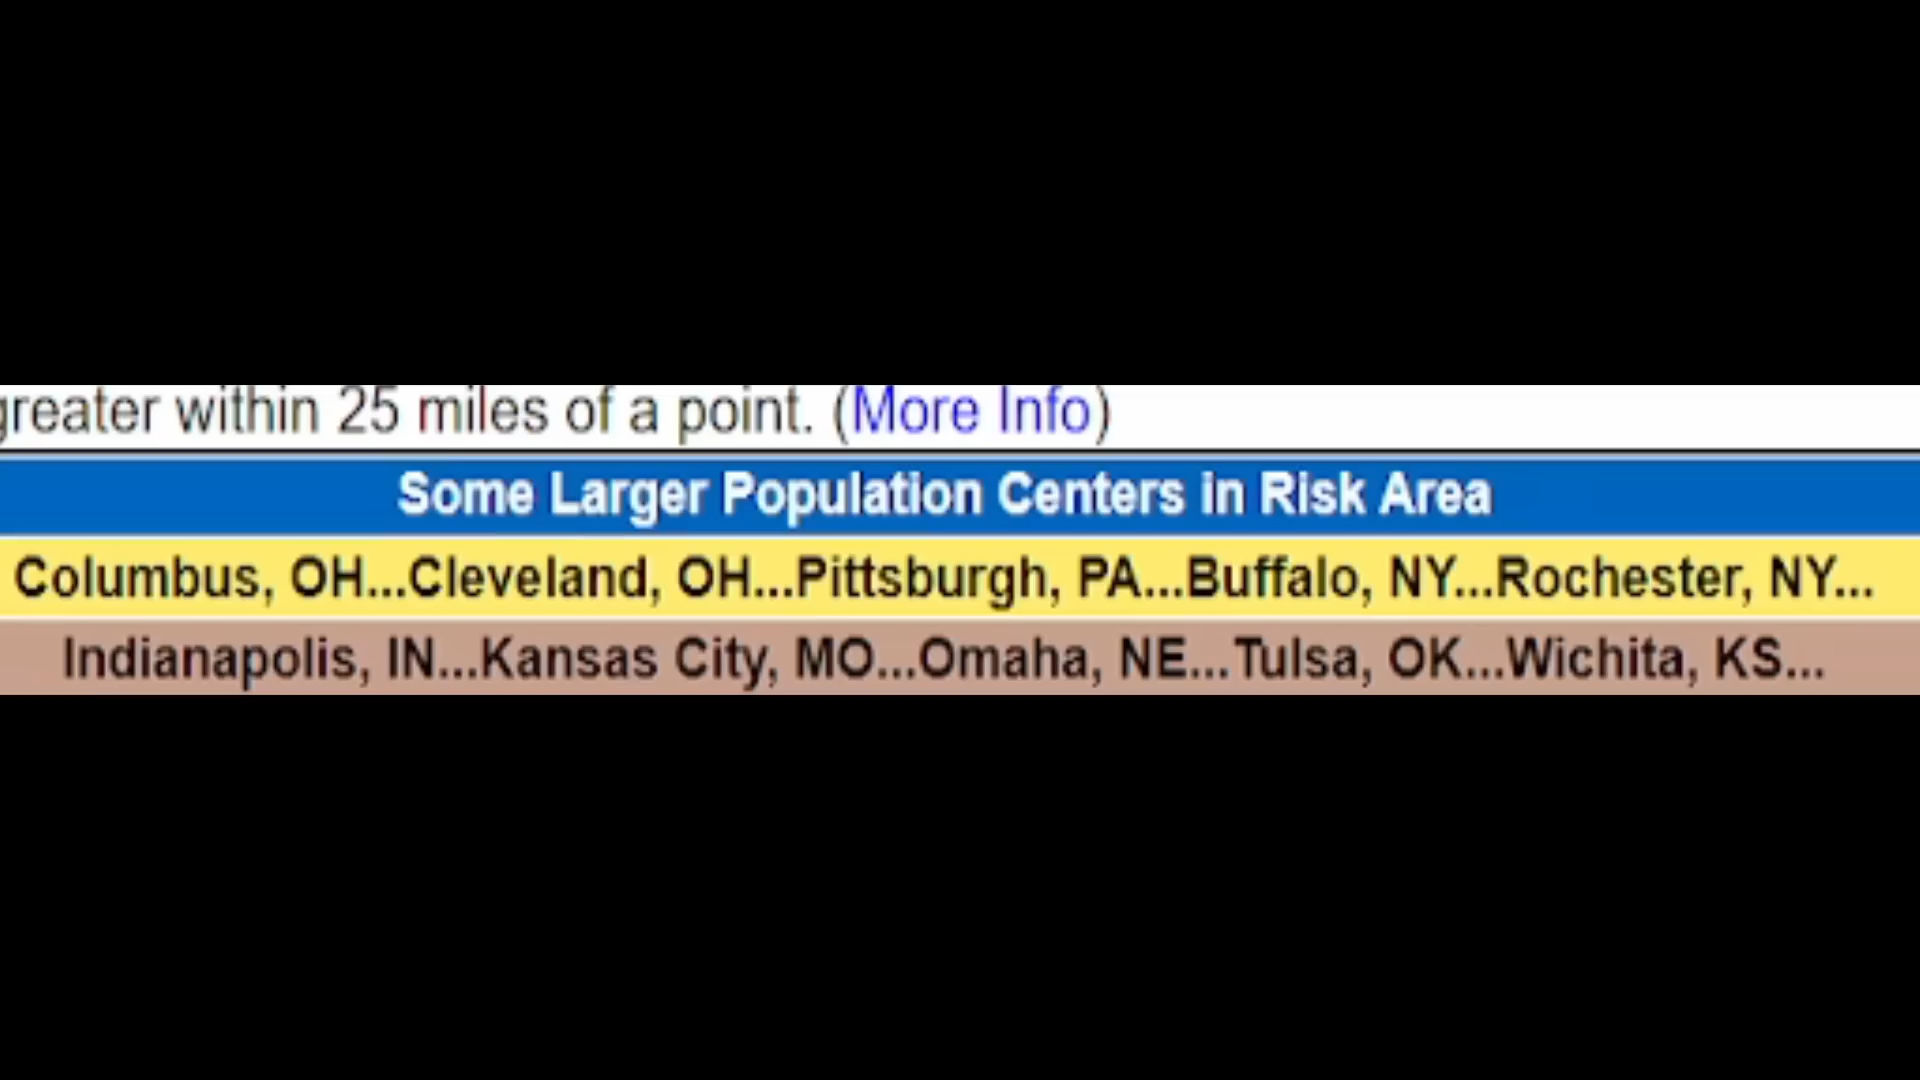 greater within 25 miles of a point. (More Info)
Some Larger Population Centers in Risk Area
Columbus, OH...Cleveland, OH...Pittsburgh, PA...Buffalo, NY...Rochester, NY...
Indianapolis, IN...Kansas City, MO...Omaha, NE...Tulsa, OK...Wichita, KS...